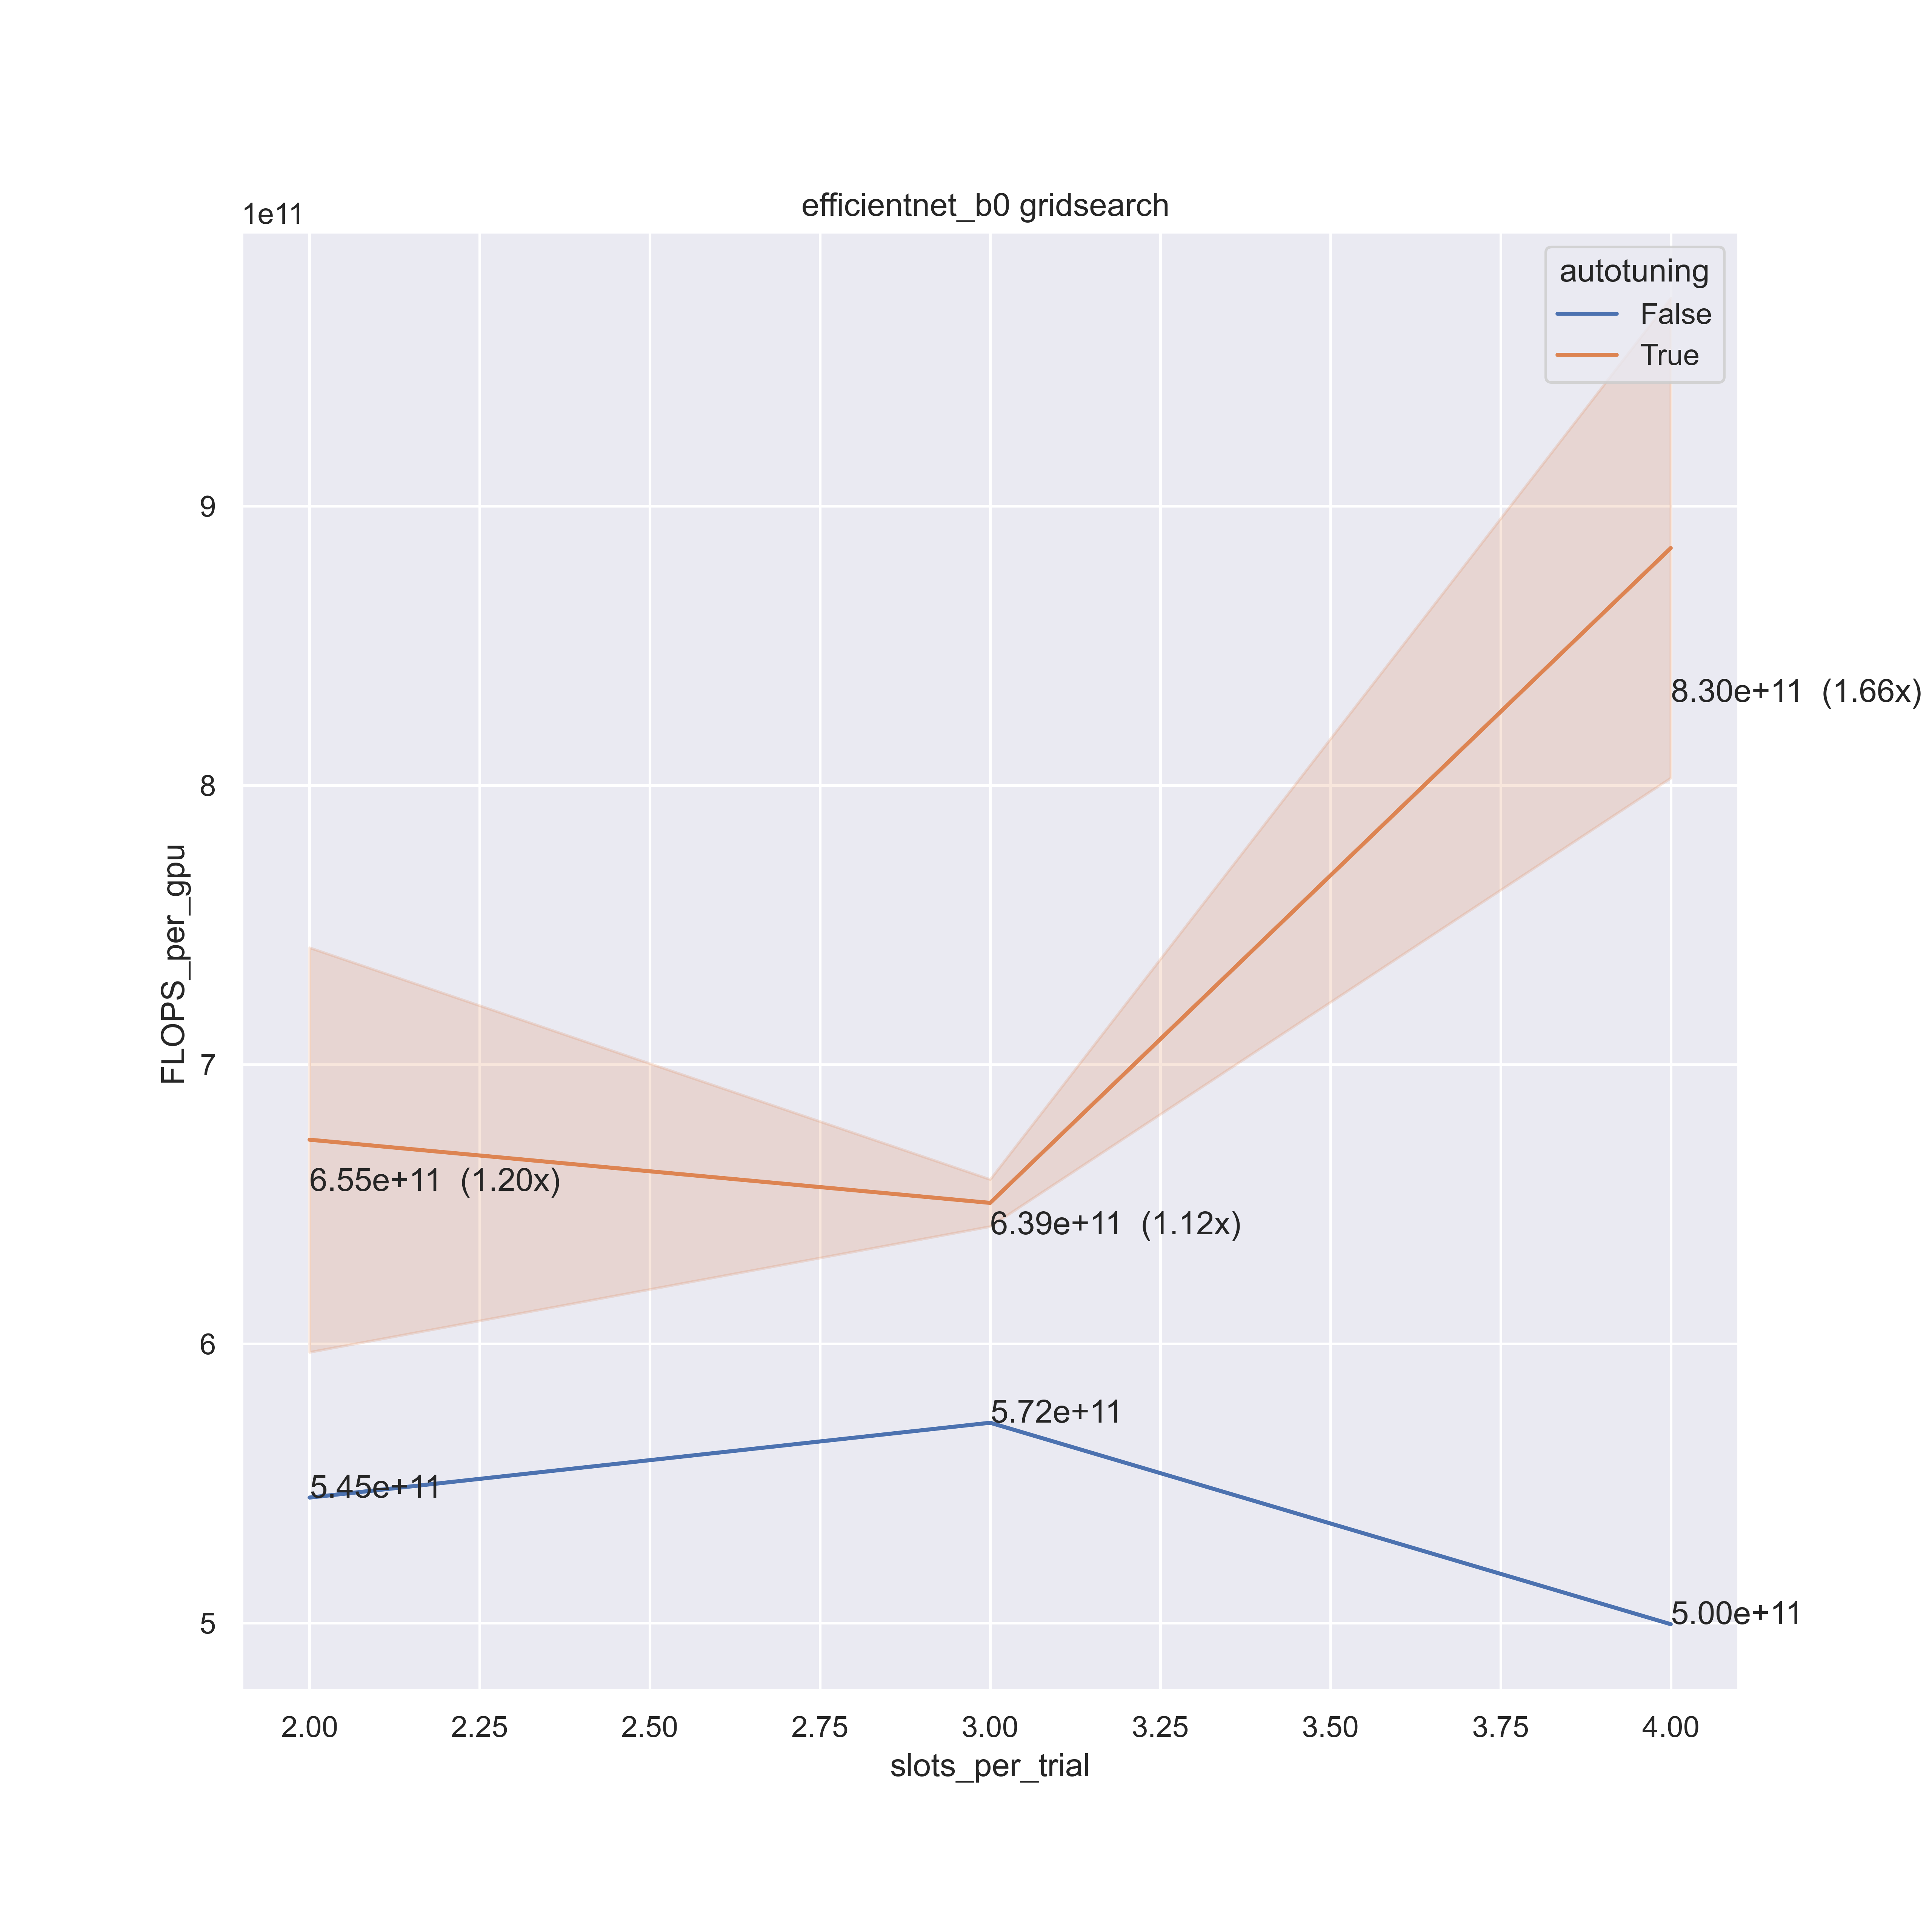 efficientnet_b0 gridsearch
1e11
autotuning
False
True
9
8
7
6
5
FLOPS_per_gpu
8.30e+11 (1.66x)
6.55e+11 (1.20x)
6.39e+11 (1.12x)
5.72e+11
5.45e+11
5.00e+11
2.00 2.25 2.50 2.75 3.00 3.25 3.50 3.75 4.00
slots_per_trial